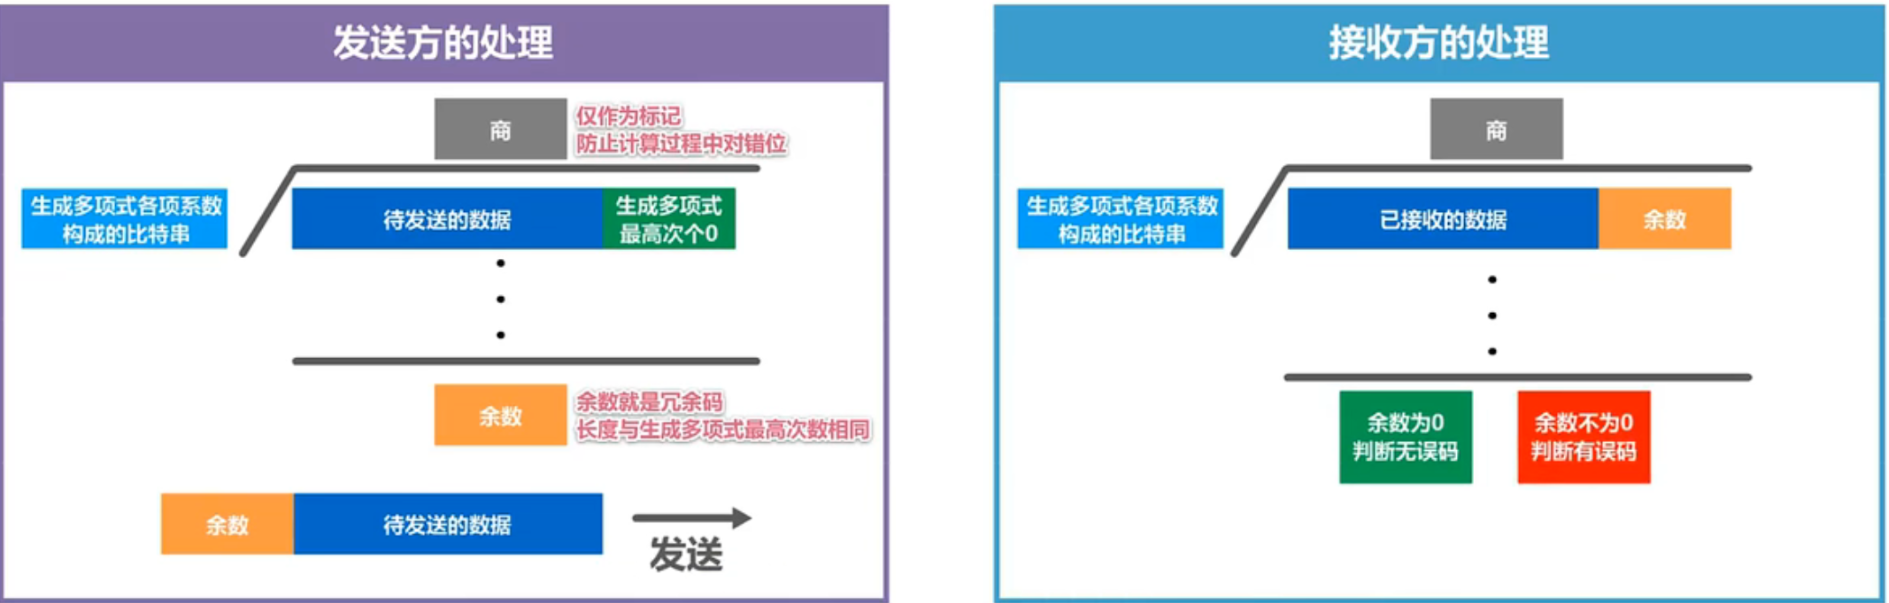 发送方的处理
商
仅作为标记
防止计算过程中对错位
生成多项式各项系数
构成的比特串
待发送的数据
生成多项式
最高次个0
余数
余数就是冗余码
长度与生成多项式最高次数相同
余数
待发送的数据
发送
接收方的处理
商
生成多项式各项系数
构成的比特串
已接收的数据
余数
余数为0
判断无误码
余数不为0
判断有误码